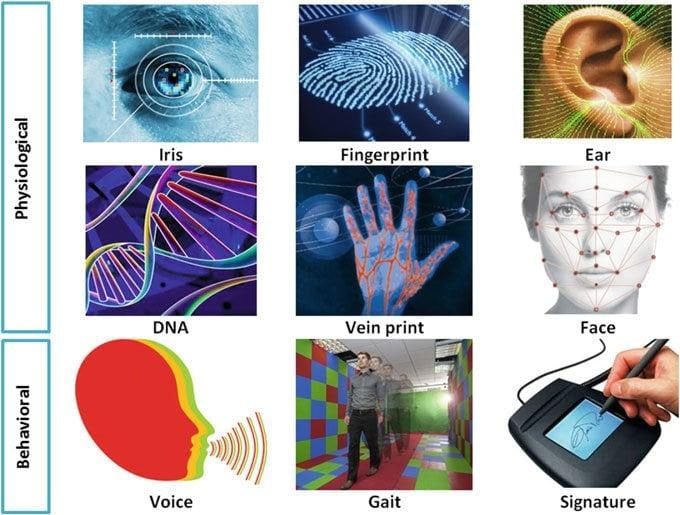 Physiological
Iris
Fingerprint
Ear
DNA
Vein print
Face
Behavioral
Voice
Gait
Signature